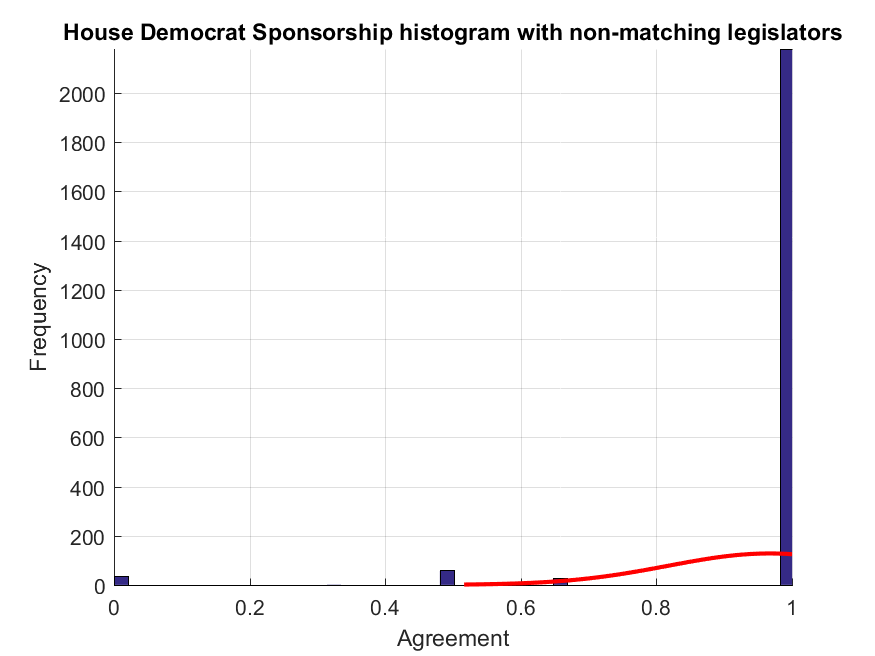 House Democrat Sponsorship histogram with non-matching legislators
2000
1800
1600
1400
1200
1000
800
600
400
200
0
Frequency
0 0.2 0.4 0.6 0.8 1
Agreement